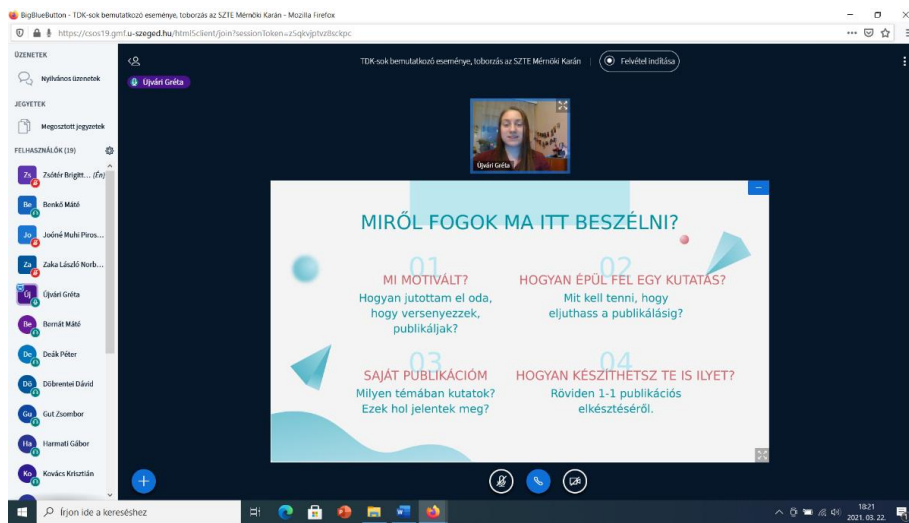 BigBlueButton - TDK-sok bemutatkozó eseménye, toborzás az SZTE Mérnöki Karán - Mozilla Firefox
https://csos19.gmf.u-szeged.hu/html5client/join?sessionToken=z5qkvjptvz8sckpc
ÜZENETEK
Nyilvános üzenetek
JEGYZETEK
Megosztott jegyzetek
FELHASZNÁLÓK (19)
Zs Zsótér Brigitt... (Én)
Be Benkő Máté
Jo Joóné Muhi Piros...
Za Zaka László Norb...
Új Újvári Gréta
Be Bernát Máté
De Deák Péter
Dö Döbrentei Dávid
Gu Gut Zsombor
Ha Harmati Gábor
Ko Kovács Krisztián
TDK-sok bemutatkozó eseménye, toborzás az SZTE Mérnöki Karán
Felvétel indítása
Újvári Gréta
Újvári Gréta
MIRŐL FOGOK MA ITT BESZÉLNI?
01
MI MOTIVÁLT?
Hogyan jutottam el oda,
hogy versenyezzek,
publikáljak?
02
HOGYAN ÉPÜL FEL EGY KUTATÁS?
Mit kell tenni, hogy
eljuthass a publikálásig?
03
SAJÁT PUBLIKÁCIÓM
Milyen témában kutatok?
Ezek hol jelentek meg?
04
HOGYAN KÉSZÍTHETSZ TE IS ILYET?
Röviden 1-1 publikációs
elkésztéséről.
Írjon ide a kereséshez
18:21
2021. 03. 22.